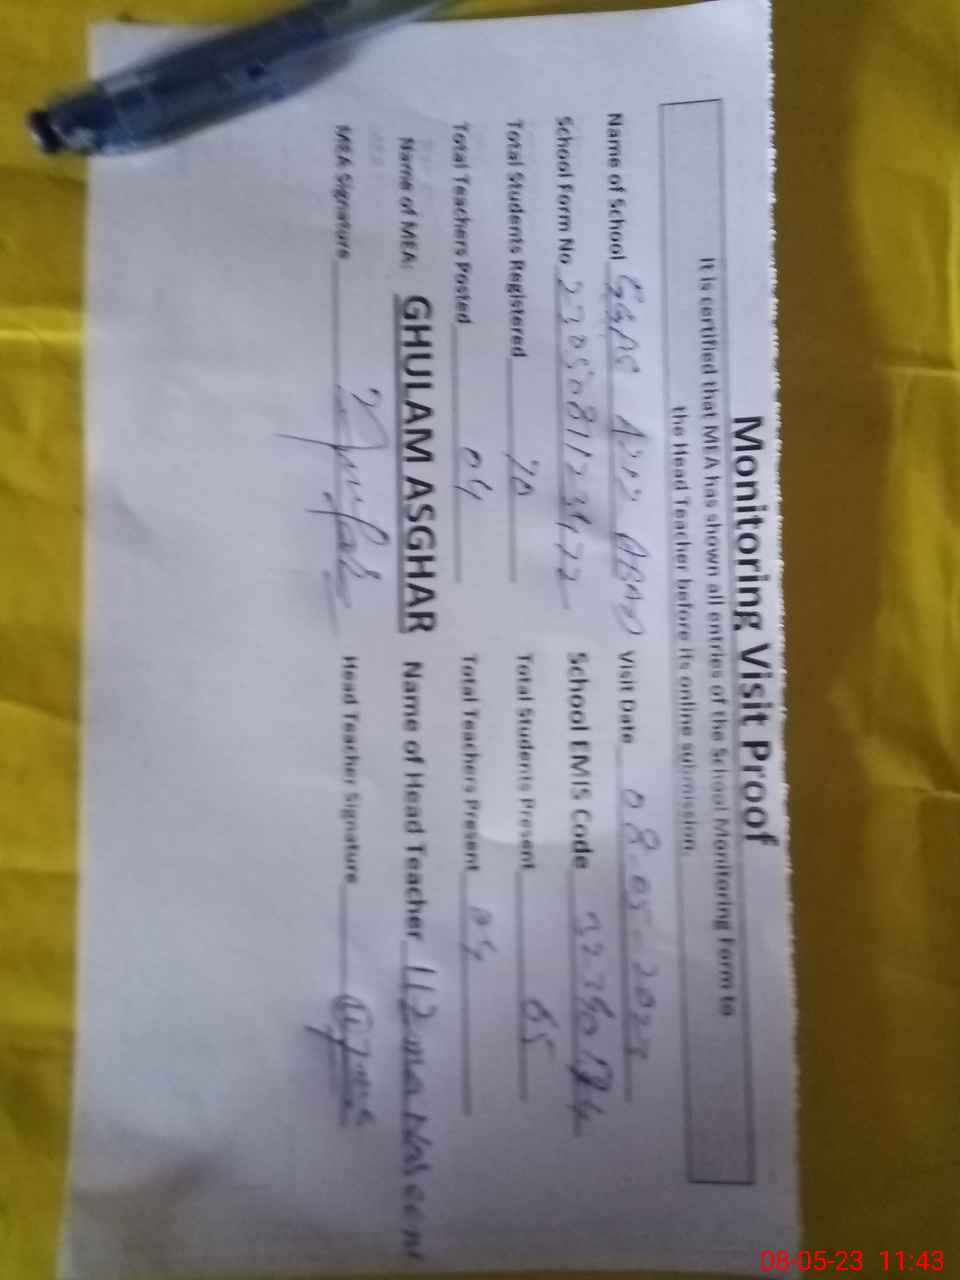 Monitoring Visit Proof
It is certified that MEA has shown all entries of the School Monitoring Form to
the Head Teacher before its online submission.
Name of School GGPS ABAD Visit Date 08-05-2023
School Form No School EMIS Code
Total Students Registered 70 Total Students Present 65
Total Teachers Posted 04 Total Teachers Present 04
Name of MEA: GHULAM ASGHAR Name of Head Teacher
MEA Signature Head Teacher Signature
08-05-23 11:43